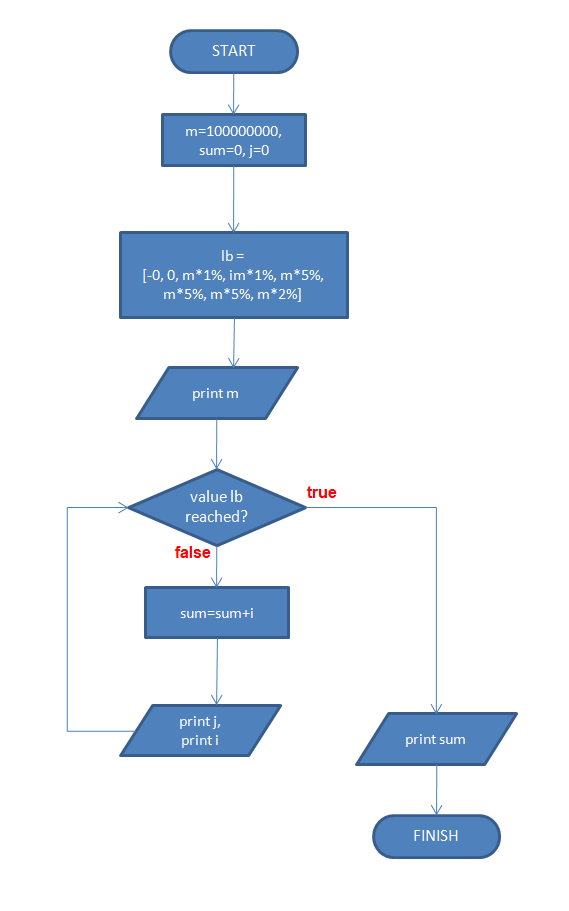 START
m=100000000,
sum=0, j=0
lb =
[-0, 0, m*1%, im*1%, m*5%,
m*5%, m*5%, m*2%]
print m
value lb
reached?
true
false
sum=sum+i
print j,
print i
print sum
FINISH